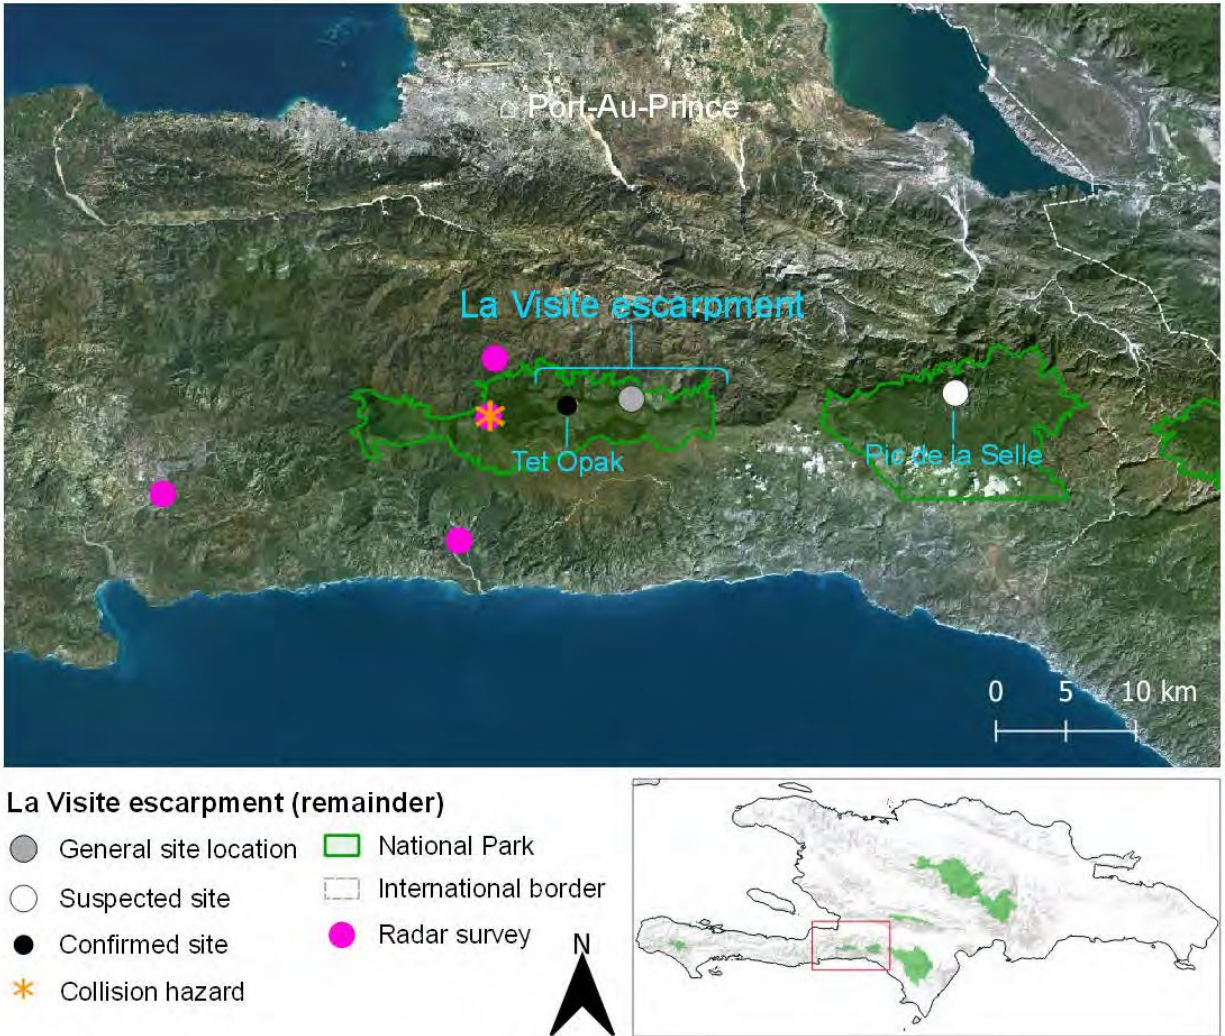 Port-Au-Prince
La Visite escarpment
Tet Opak
Pic de la Selle
0 5 10 km
La Visite escarpment (remainder)
General site location
Suspected site
Confirmed site
Collision hazard
National Park
International border
Radar survey
N